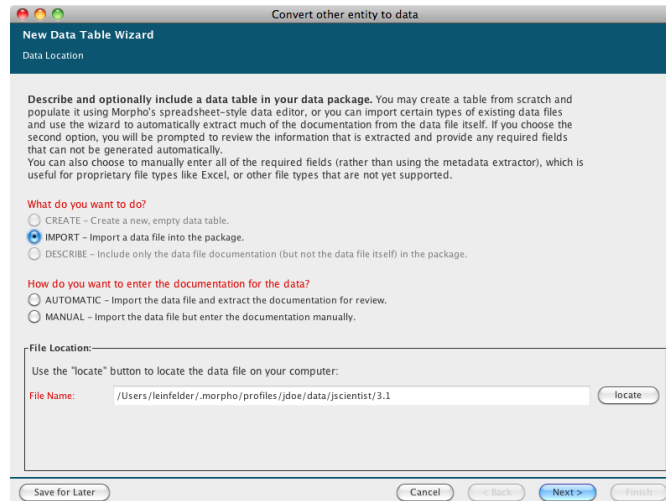 Convert other entity to data
New Data Table Wizard
Data Location
Describe and optionally include a data table in your data package. You may create a table from scratch and
populate it using Morpho's spreadsheet-style data editor, or you can import certain types of existing data files
and use the wizard to automatically extract much of the documentation from the data file itself. If you choose the
second option, you will be prompted to review the information that is extracted and provide any required fields
that can not be generated automatically.
You can also choose to manually enter all of the required fields (rather than using the metadata extractor), which is
useful for proprietary file types like Excel, or other file types that are not yet supported.
What do you want to do?
CREATE – Create a new, empty data table.
IMPORT – Import a data file into the package.
DESCRIBE – Include only the data file documentation (but not the data file itself) in the package.
How do you want to enter the documentation for the data?
AUTOMATIC – Import the data file and extract the documentation for review.
MANUAL – Import the data file but enter the documentation manually.
File Location:
Use the "locate" button to locate the data file on your computer:
File Name: /Users/leinfelder/.morpho/profiles/jdoe/data/jscientist/3.1 locate
Save for Later Cancel < Back Next > Finish